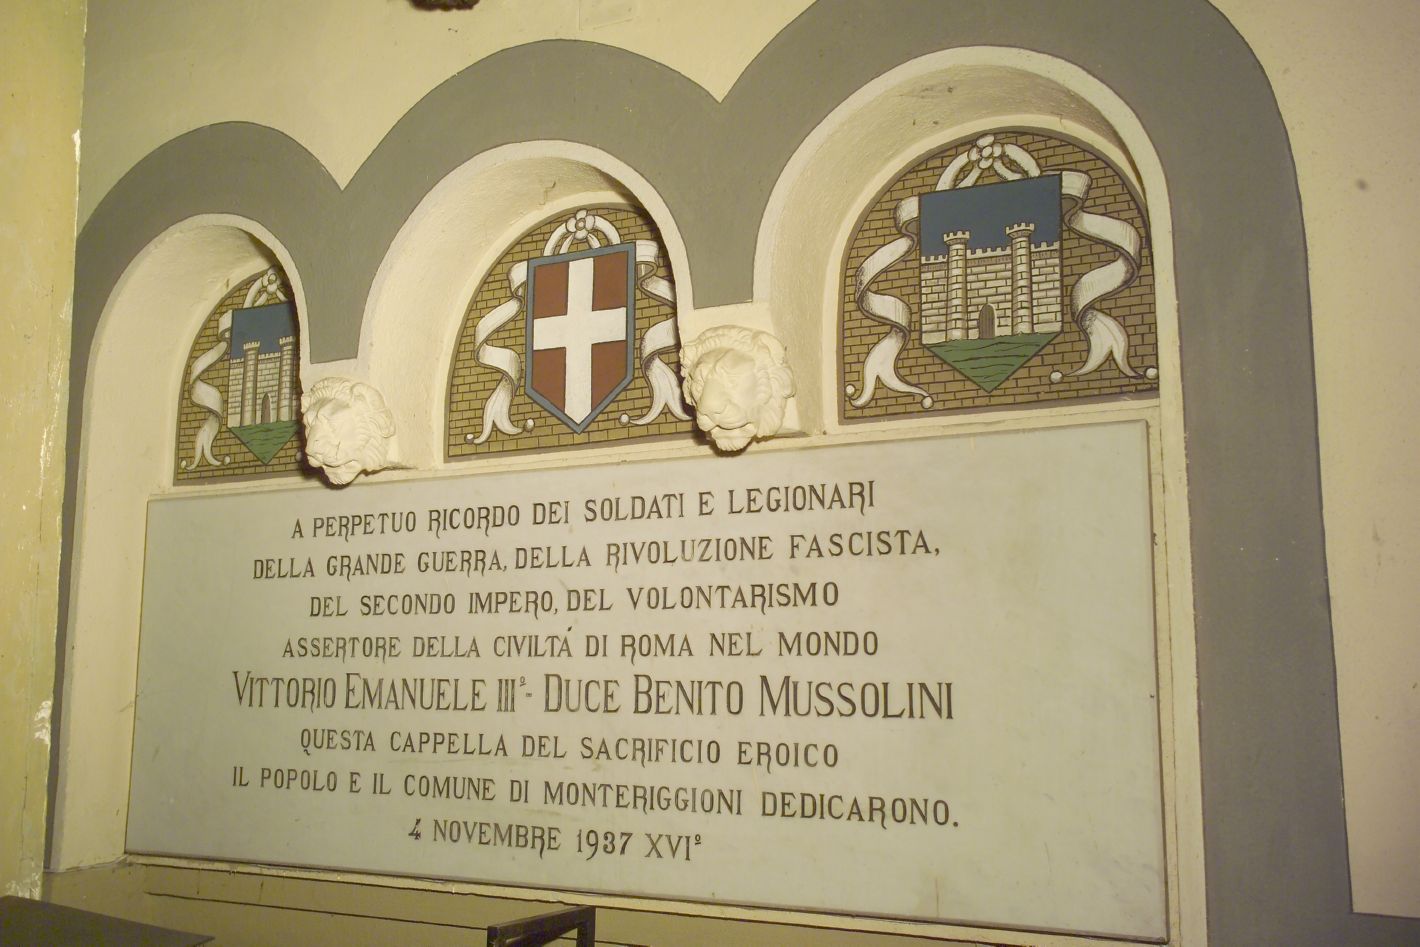 A PERPETUO RICORDO DEI SOLDATI E LEGIONARI
DELLA GRANDE GUERRA, DELLA RIVOLUZIONE FASCISTA,
DEL SECONDO IMPERO, DEL VOLONTARISMO
ASSERTORE DELLA CIVILTÁ DI ROMA NEL MONDO
VITTORIO EMANUELE III º - DUCE BENITO MUSSOLINI
QUESTA CAPPELLA DEL SACRIFICIO EROICO
IL POPOLO E IL COMUNE DI MONTERIGGIONI DEDICARONO.
4 NOVEMBRE 1937 XVIº